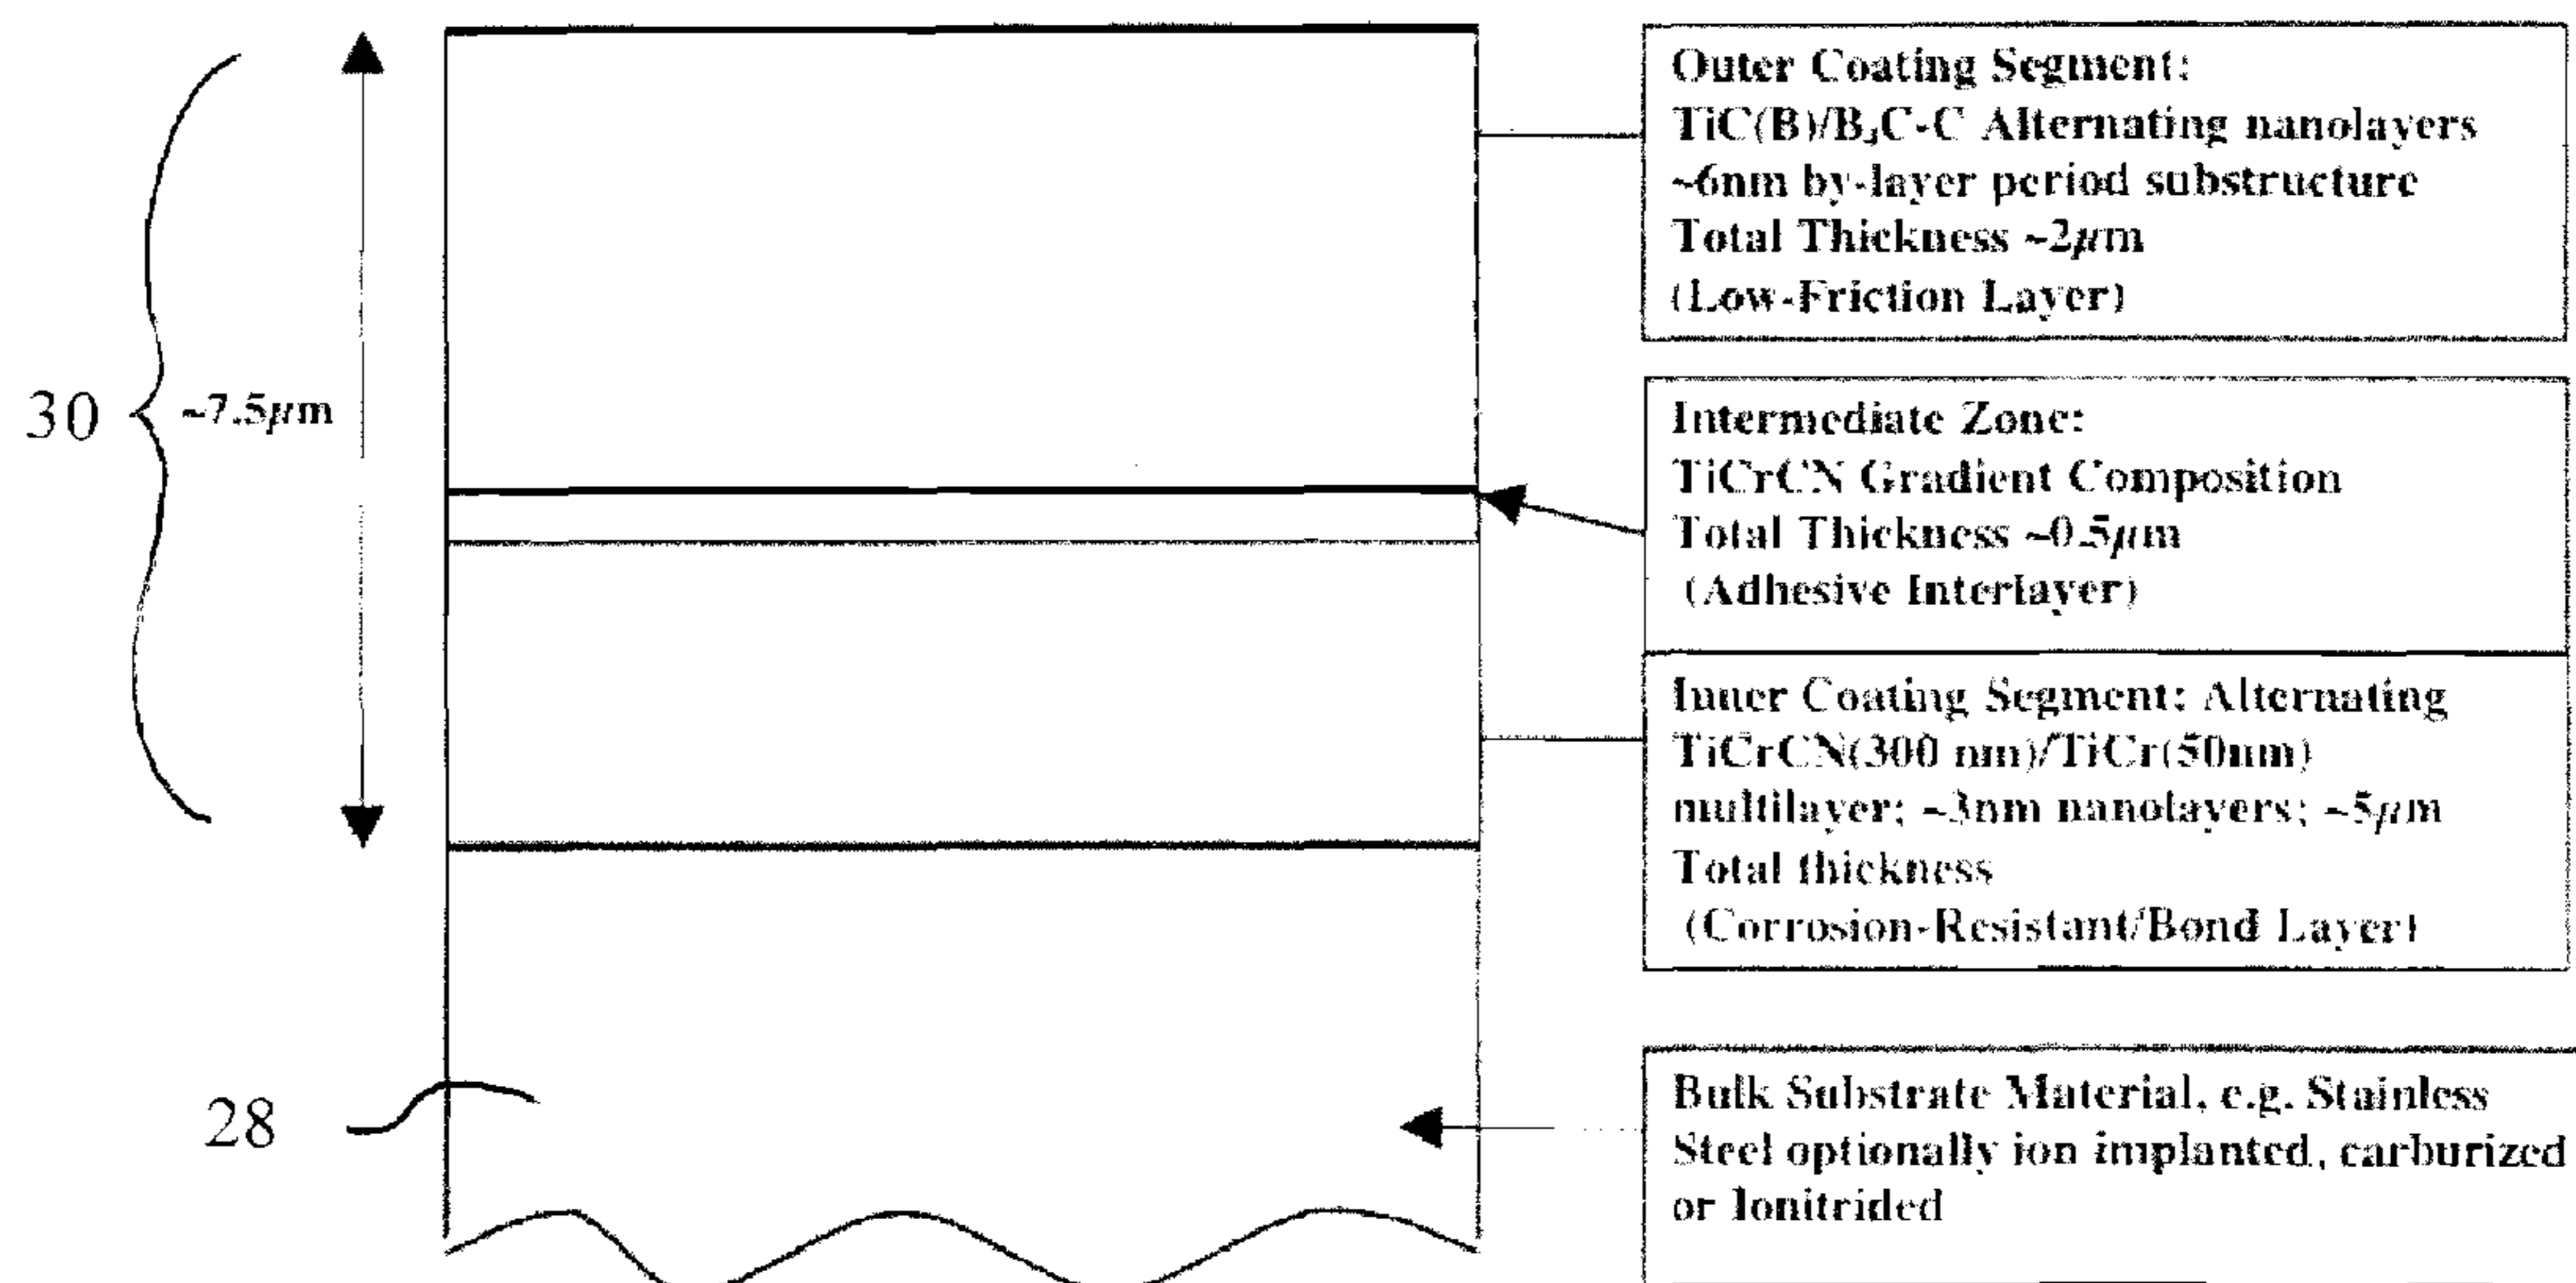 30
~7.5μm
28
Outer Coating Segment:
TiC(B)/B₄C-C Alternating nanolayers
~6nm by-layer period substructure
Total Thickness ~2μm
(Low-Friction Layer)
Intermediate Zone:
TiCrCN Gradient Composition
Total Thickness ~0.5μm
(Adhesive Interlayer)
Inner Coating Segment: Alternating
TiCrCN(300 nm)/TiCr(50nm)
multilayer; ~3nm nanolayers; ~5μm
Total thickness
(Corrosion-Resistant/Bond Layer)
Bulk Substrate Material, e.g. Stainless
Steel optionally ion implanted, carburized
or Ionitrided